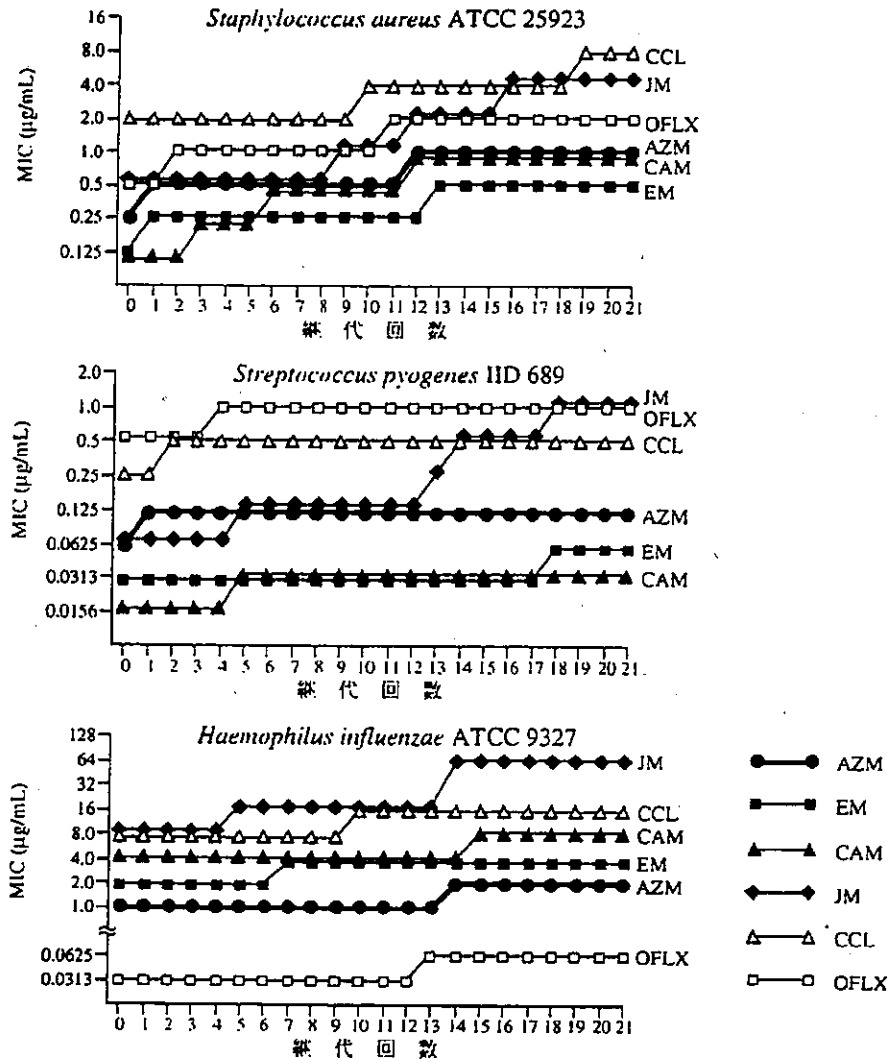 Staphylococcus aureus ATCC 25923
MIC (μg/mL)
16
8.0
4.0
2.0
1.0
0.5
0.25
0.125
CCL
JM
OFLX
AZM
CAM
EM
0 1 2 3 4 5 6 7 8 9 10 11 12 13 14 15 16 17 18 19 20 21
継 代 回 数
Streptococcus pyogenes IID 689
MIC (μg/mL)
2.0
1.0
0.5
0.25
0.125
0.0625
0.0313
0.0156
JM
OFLX
CCL
AZM
EM
CAM
0 1 2 3 4 5 6 7 8 9 10 11 12 13 14 15 16 17 18 19 20 21
継 代 回 数
Haemophilus influenzae ATCC 9327
MIC (μg/mL)
128
64
32
16
8.0
4.0
2.0
1.0
0.0625
0.0313
JM
CCL
CAM
EM
AZM
OFLX
0 1 2 3 4 5 6 7 8 9 10 11 12 13 14 15 16 17 18 19 20 21
継 代 回 数
AZM
EM
CAM
JM
CCL
OFLX